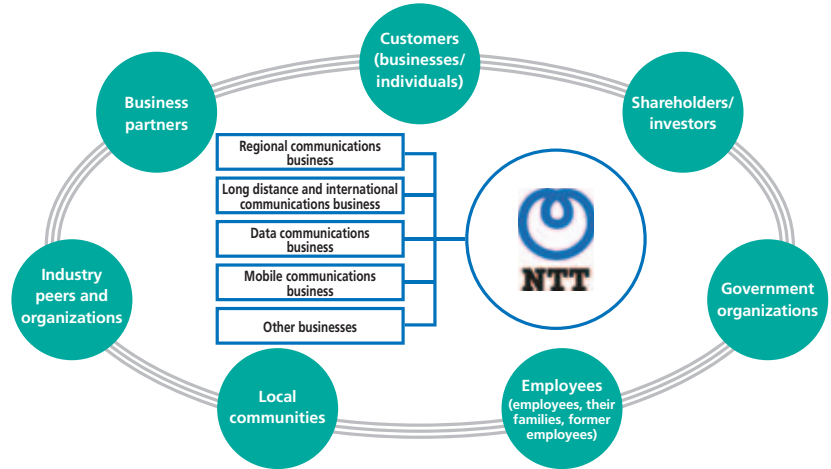 Customers
(businesses/
individuals)
Business
partners
Shareholders/
investors
Regional communications
business
Long distance and international
communications business
Data communications
business
Mobile communications
business
Other businesses
NTT
Industry
peers and
organizations
Government
organizations
Local
communities
Employees
(employees, their
families, former
employees)